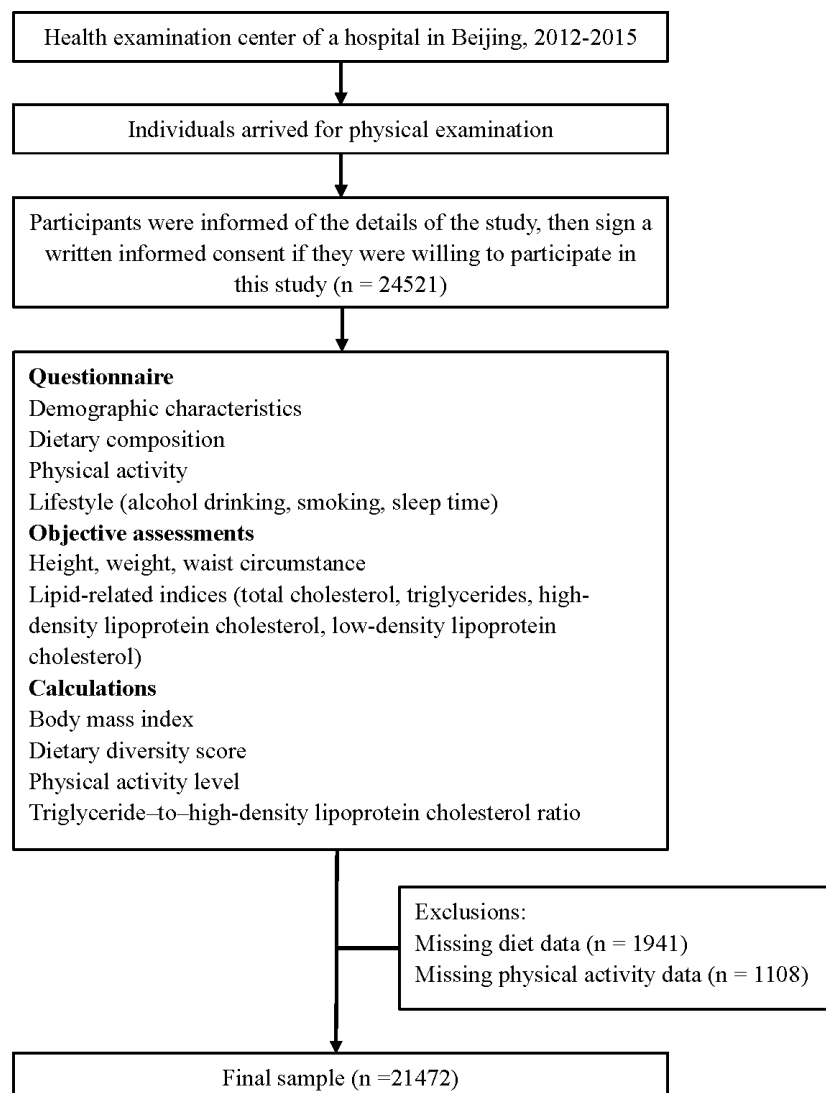 Health examination center of a hospital in Beijing, 2012-2015
Individuals arrived for physical examination
Participants were informed of the details of the study, then sign a
written informed consent if they were willing to participate in
this study (n = 24521)
Questionnaire
Demographic characteristics
Dietary composition
Physical activity
Lifestyle (alcohol drinking, smoking, sleep time)
Objective assessments
Height, weight, waist circumstance
Lipid-related indices (total cholesterol, triglycerides, high-
density lipoprotein cholesterol, low-density lipoprotein
cholesterol)
Calculations
Body mass index
Dietary diversity score
Physical activity level
Triglyceride–to–high-density lipoprotein cholesterol ratio
Exclusions:
Missing diet data (n = 1941)
Missing physical activity data (n = 1108)
Final sample (n =21472)